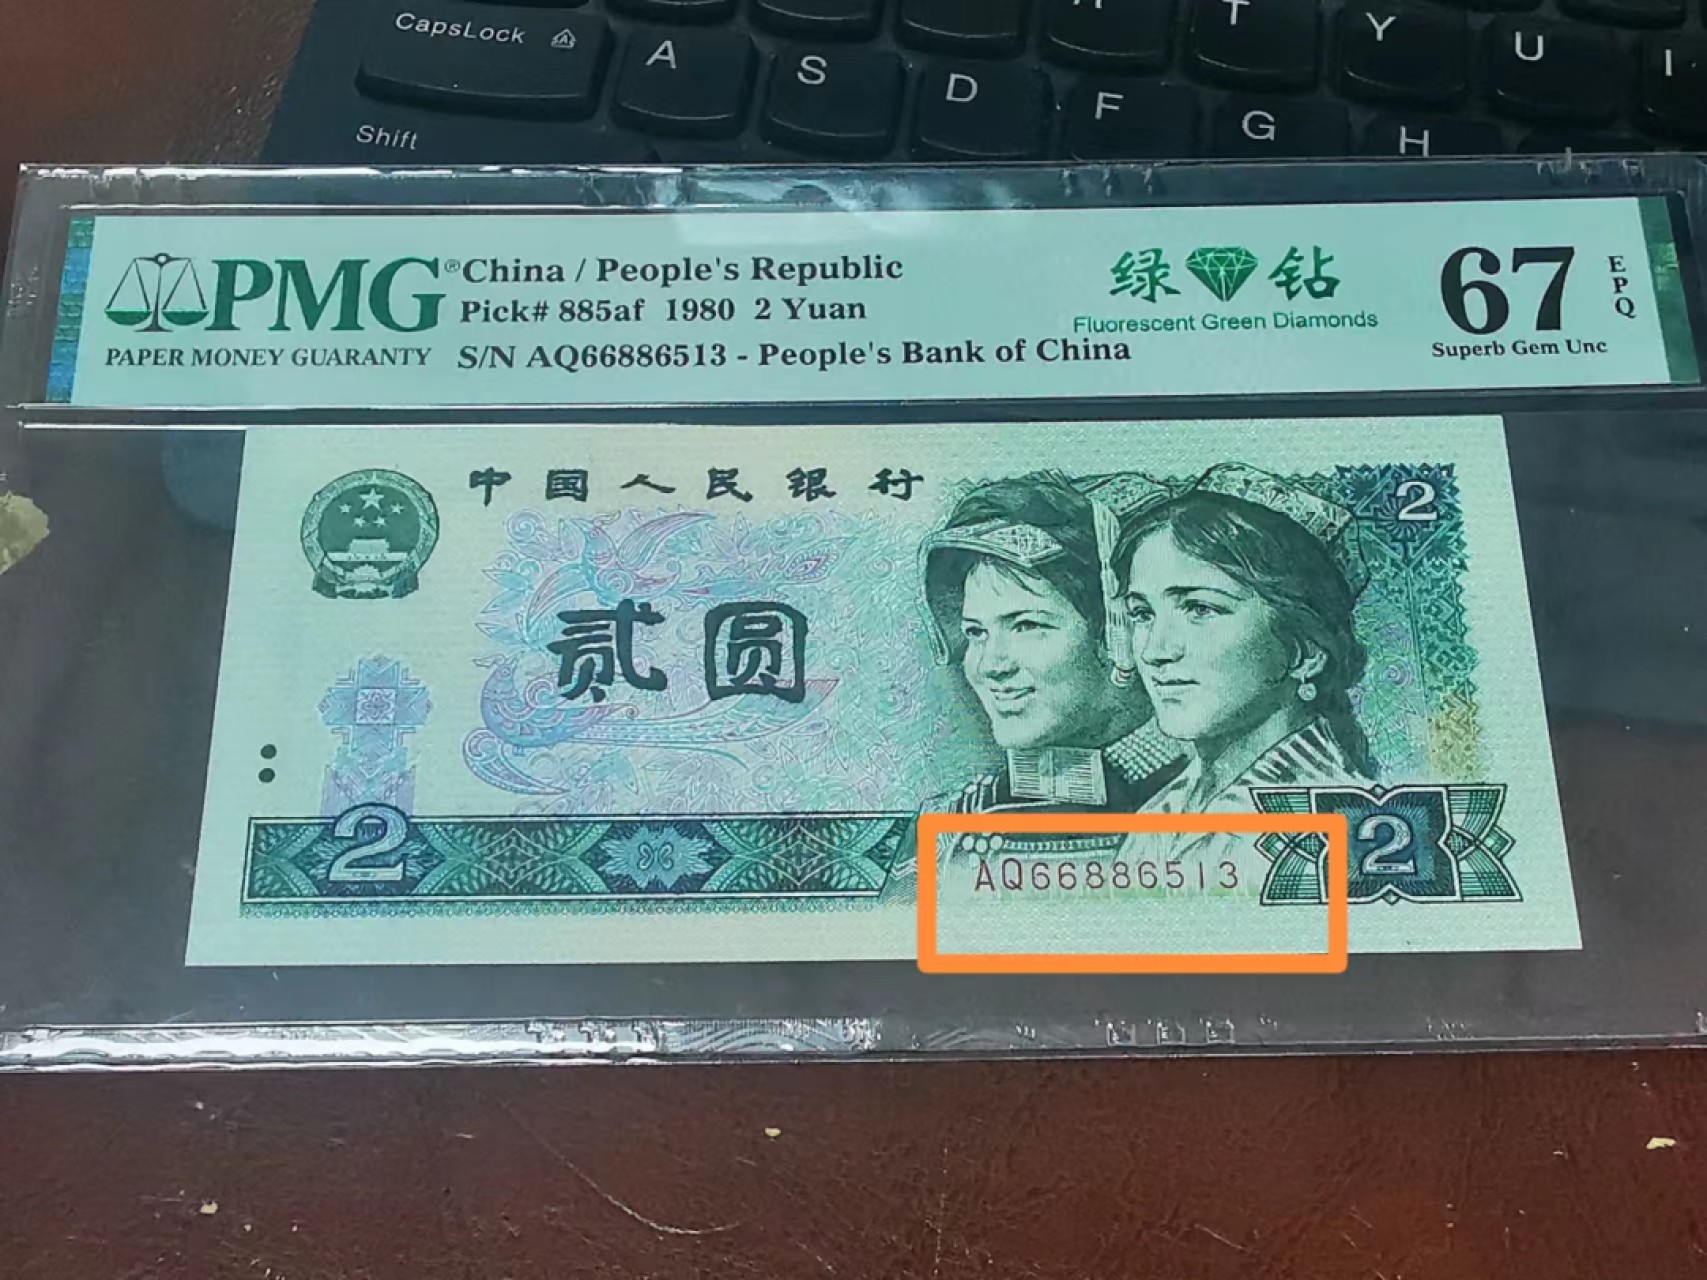 CapsLock A S D F G H T Y U I
Shift
PMG® China / People's Republic
Pick# 885af 1980 2 Yuan
PAPER MONEY GUARANTY
S/N AQ66886513 - People's Bank of China
绿 钻
Fluorescent Green Diamonds
67
EPQ
Superb Gem Unc
中国人民银行
2
贰圆
2
AQ66886513
2